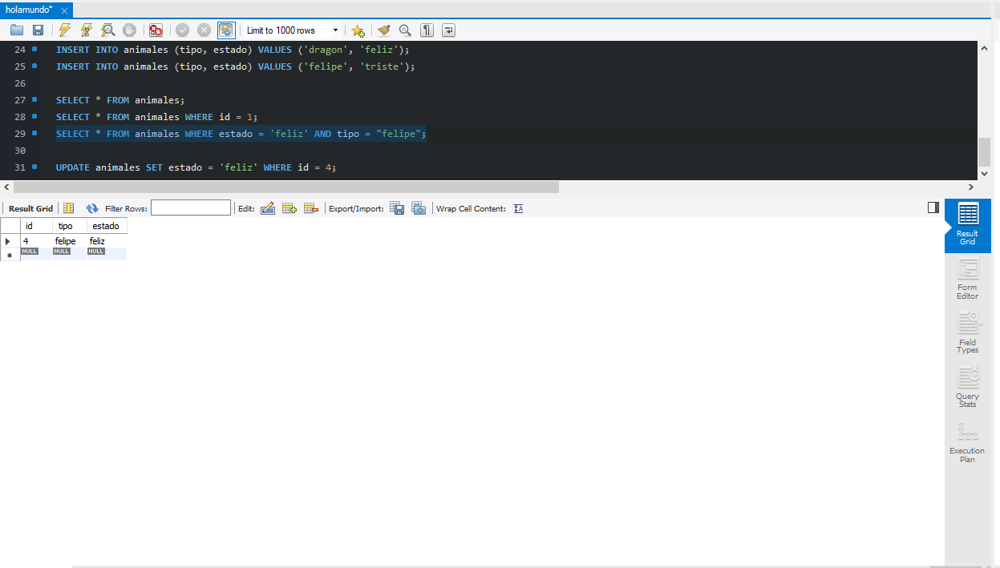 holamundo*
Limit to 1000 rows
24 INSERT INTO animales (tipo, estado) VALUES ('dragon', 'feliz');
25 INSERT INTO animales (tipo, estado) VALUES ('felipe', 'triste');
26
27 SELECT * FROM animales;
28 SELECT * FROM animales WHERE id = 1;
29 SELECT * FROM animales WHERE estado = 'feliz' AND tipo = "felipe";
30
31 UPDATE animales SET estado = 'feliz' WHERE id = 4;
Result Grid Filter Rows: Edit: Export/Import: Wrap Cell Content:
id tipo estado
4 felipe feliz
NULL NULL NULL
Result
Grid
Form
Editor
Field
Types
Query
Stats
Execution
Plan